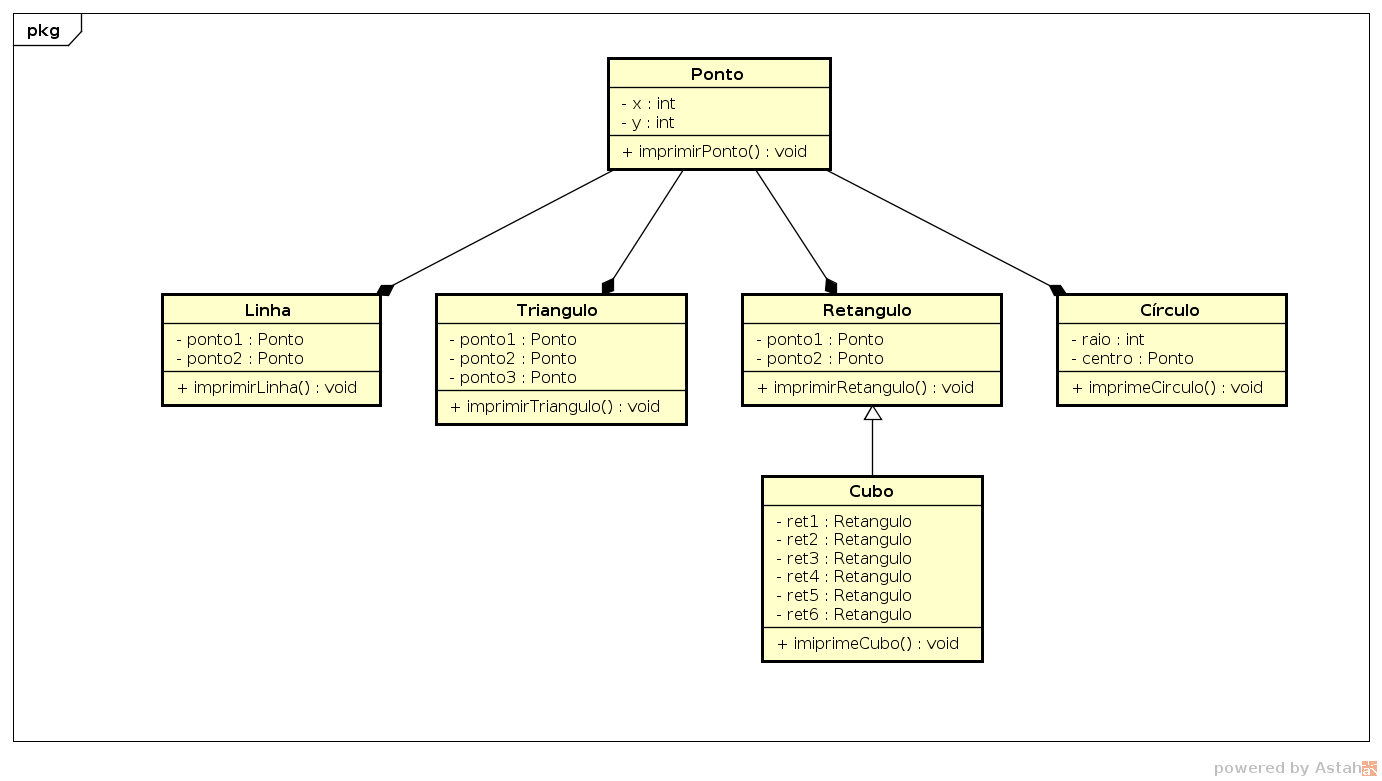 pkg
Ponto
- x : int
- y : int
+ imprimirPonto() : void
Linha
- ponto1 : Ponto
- ponto2 : Ponto
+ imprimirLinha() : void
Triangulo
- ponto1 : Ponto
- ponto2 : Ponto
- ponto3 : Ponto
+ imprimirTriangulo() : void
Retangulo
- ponto1 : Ponto
- ponto2 : Ponto
+ imprimirRetangulo() : void
Círculo
- raio : int
- centro : Ponto
+ imprimeCirculo() : void
Cubo
- ret1 : Retangulo
- ret2 : Retangulo
- ret3 : Retangulo
- ret4 : Retangulo
- ret5 : Retangulo
- ret6 : Retangulo
+ imiprimeCubo() : void
powered by Astah